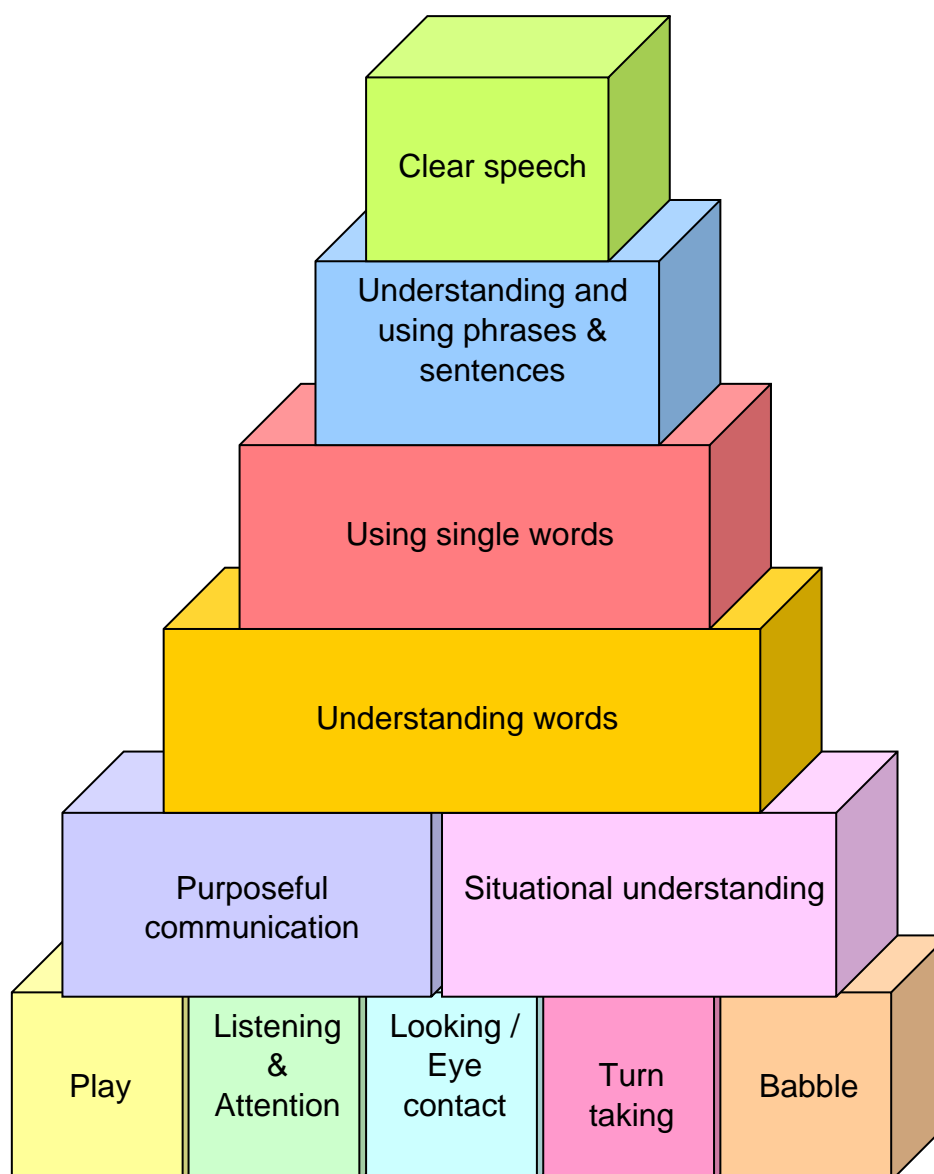 Clear speech
Understanding and
using phrases &
sentences
Using single words
Understanding words
Purposeful
communication
Situational understanding
Play
Listening
&
Attention
Looking /
Eye
contact
Turn
taking
Babble